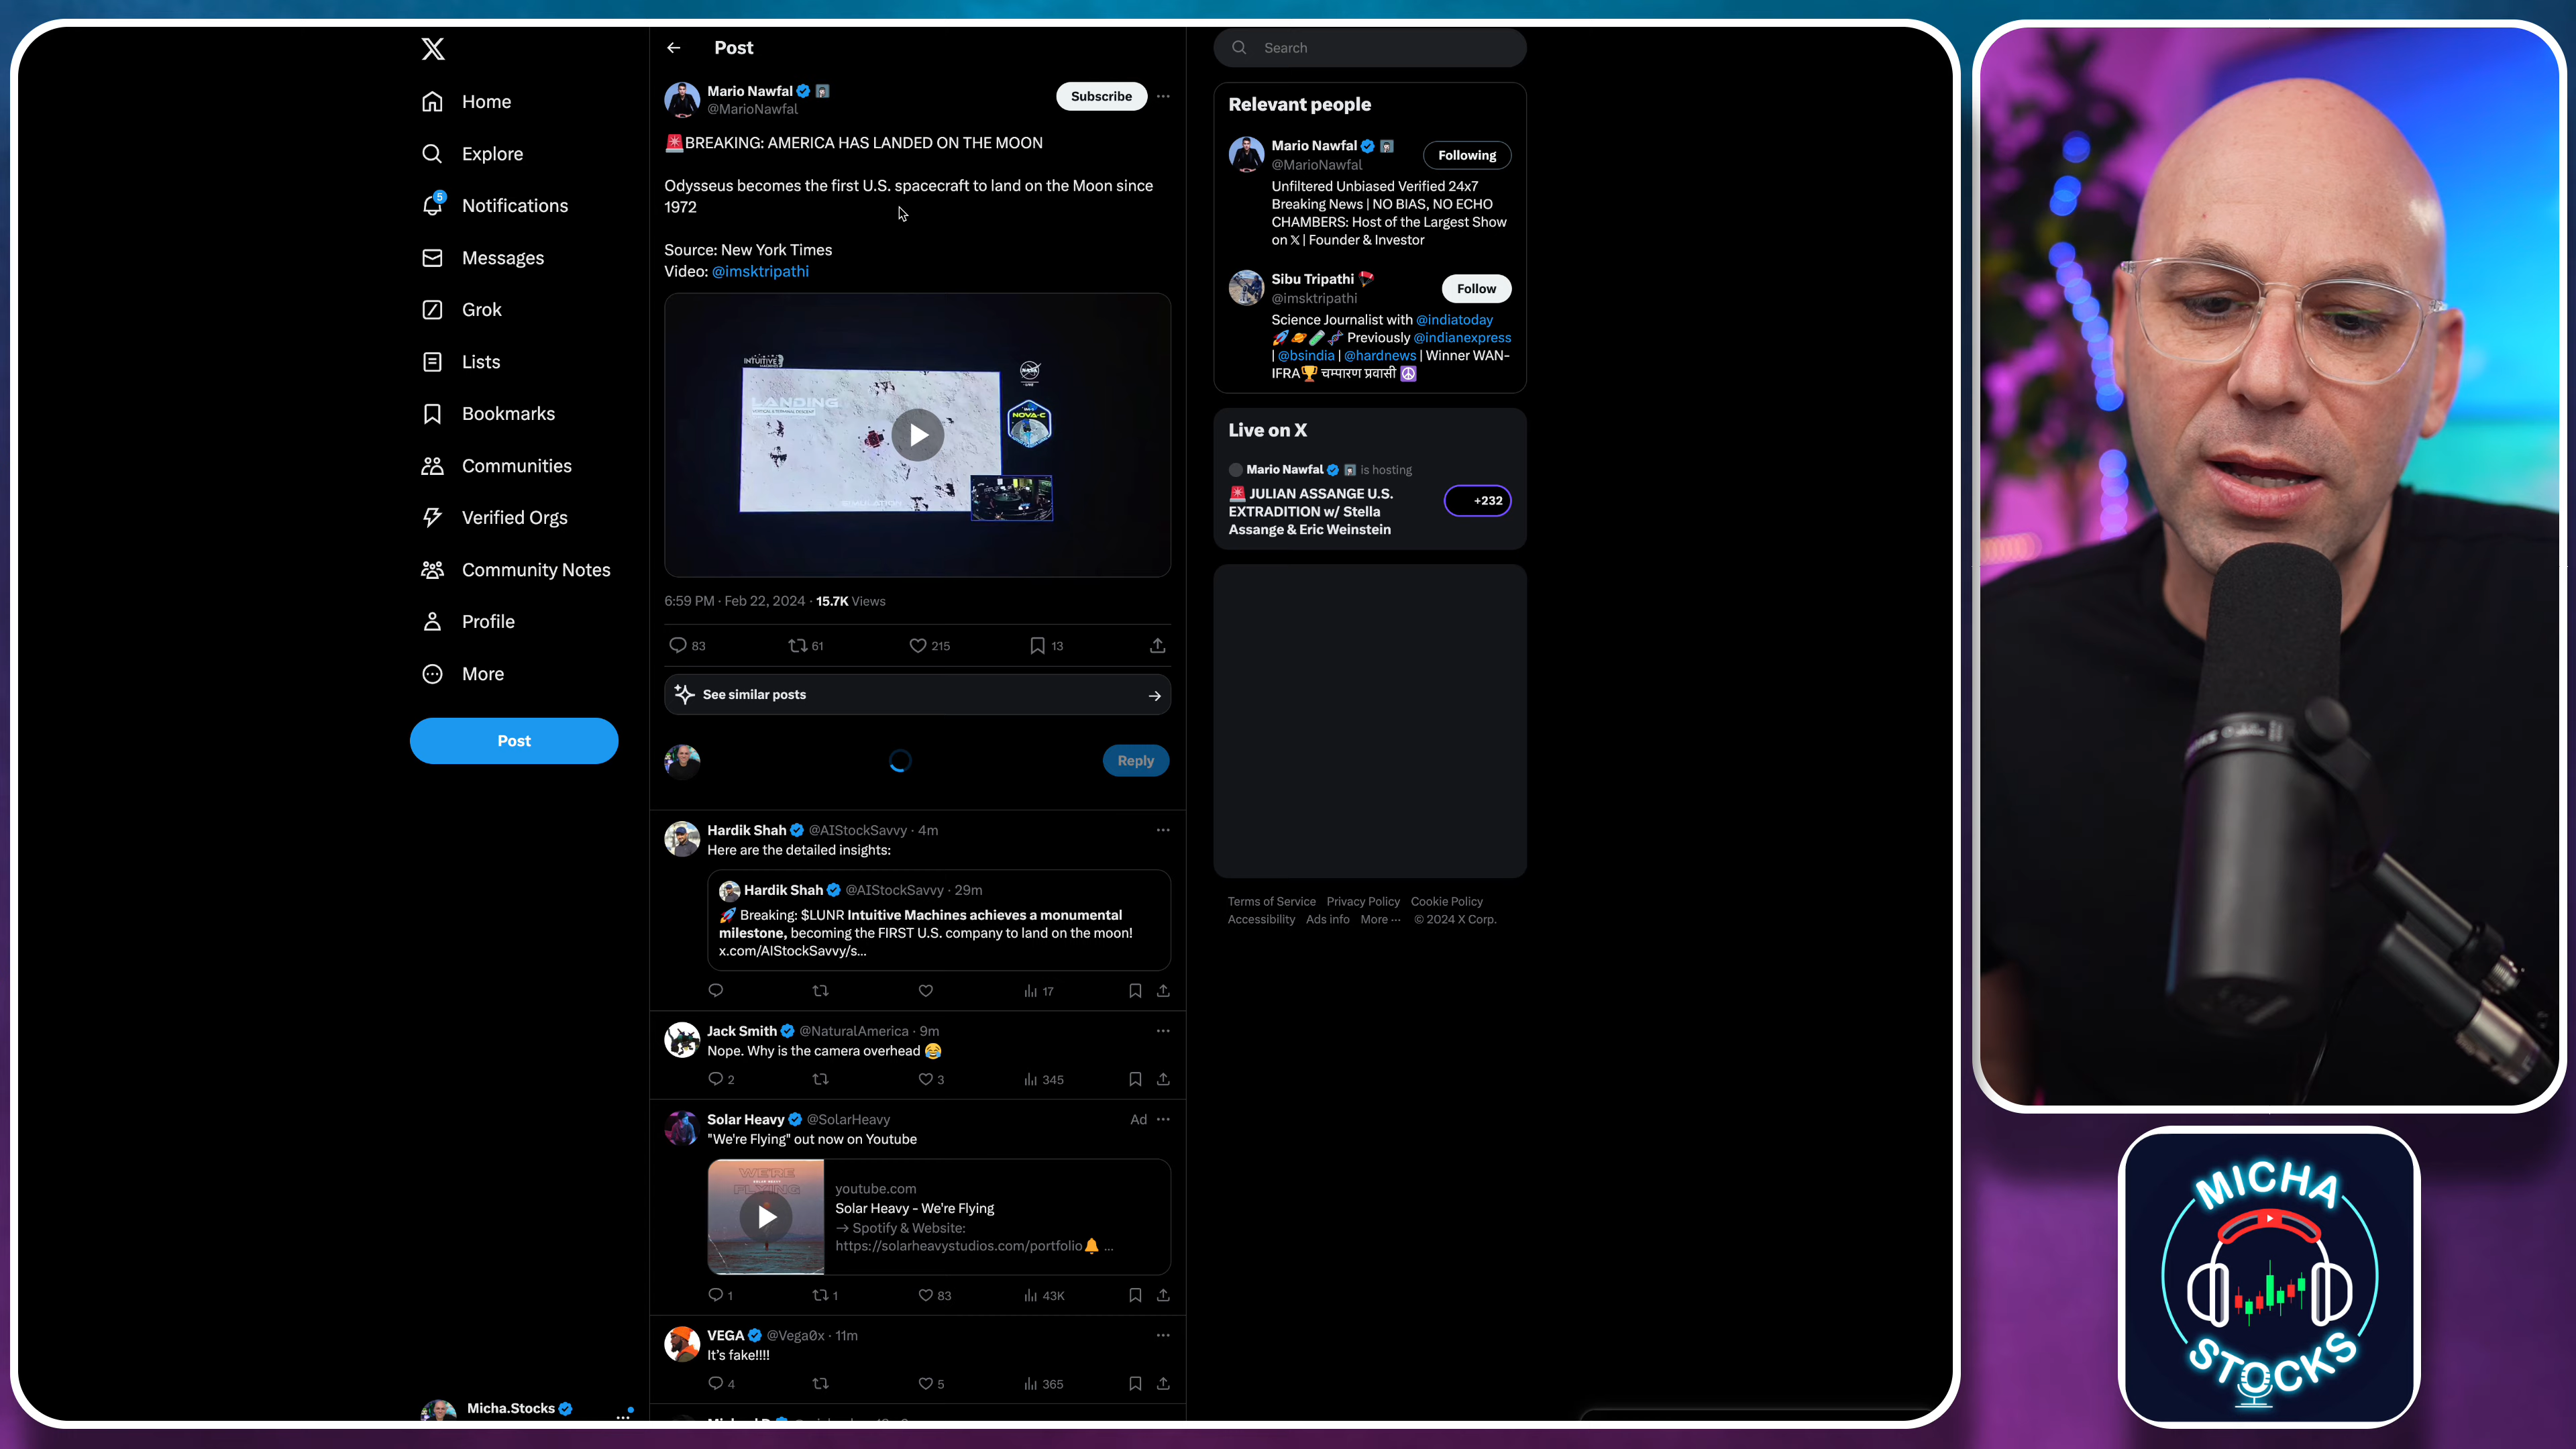 Home
Explore
5
Notifications
Messages
Grok
Lists
Bookmarks
Communities
Verified Orgs
Community Notes
Profile
More
Post
Micha.Stocks
Post
Mario Nawfal
@MarioNawfal
Subscribe
🚨BREAKING: AMERICA HAS LANDED ON THE MOON
Odysseus becomes the first U.S. spacecraft to land on the Moon since
1972
Source: New York Times
Video: @imsktripathi
INTUITIVE
MACHINES
LANDING
NASA
NOVA-C
6:59 PM · Feb 22, 2024 · 15.7K Views
83
61
215
13
See similar posts
Reply
Hardik Shah @AIStockSavvy · 4m
Here are the detailed insights:
Hardik Shah @AIStockSavvy · 29m
🚀 Breaking: $LUNR Intuitive Machines achieves a monumental
milestone, becoming the FIRST U.S. company to land on the moon!
x.com/AIStockSavvy/s...
17
Jack Smith @NaturalAmerica · 9m
Nope. Why is the camera overhead 😂
2
3
345
Solar Heavy @SolarHeavy
Ad
"We're Flying" out now on Youtube
WE'RE
FLYING
youtube.com
Solar Heavy - We're Flying
→ Spotify & Website:
https://solarheavystudios.com/portfolio🔔 ...
1
1
83
43K
VEGA @Vega0x · 11m
It's fake!!!!
4
5
365
Search
Relevant people
Mario Nawfal
@MarioNawfal
Following
Unfiltered Unbiased Verified 24x7
Breaking News | NO BIAS, NO ECHO
CHAMBERS: Host of the Largest Show
on 𝕏 | Founder & Investor
Sibu Tripathi
@imsktripathi
Follow
Science Journalist with @indiatoday
🚀🪐🧪🧬 Previously @indianexpress
| @bsindia | @hardnews | Winner WAN-
IFRA🏆 चम्पारण प्रवासी ☮️
Live on X
Mario Nawfal is hosting
🚨 JULIAN ASSANGE U.S.
EXTRADITION w/ Stella
Assange & Eric Weinstein
+232
Terms of Service Privacy Policy Cookie Policy
Accessibility Ads info More ··· © 2024 X Corp.
MICHA
STOCKS